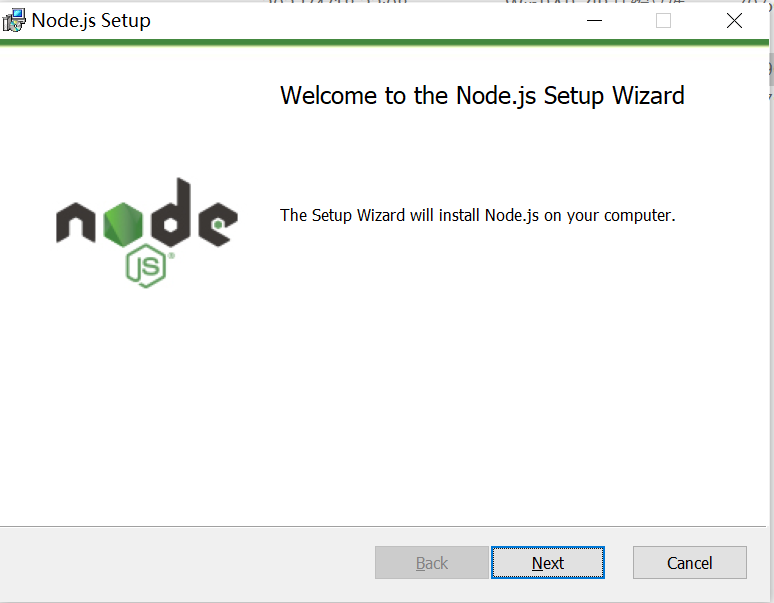 Node.js Setup
Welcome to the Node.js Setup Wizard
The Setup Wizard will install Node.js on your computer.
node
JS®
Back
Next
Cancel